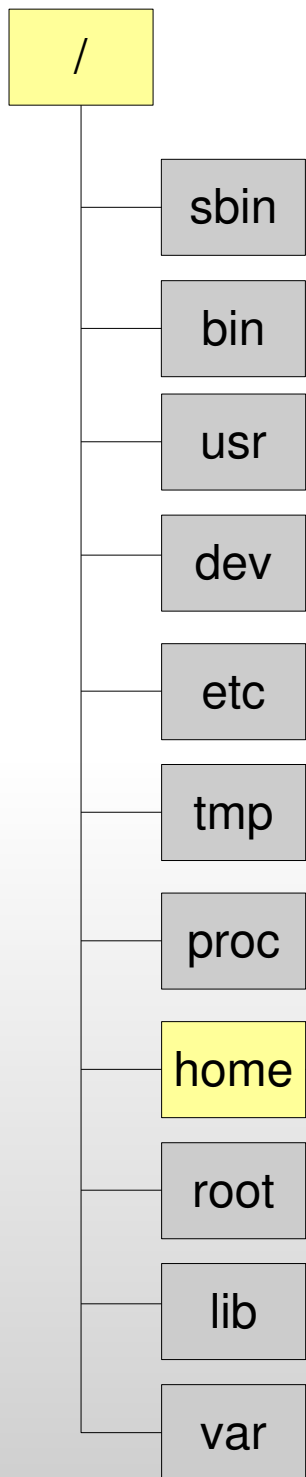 /
sbin
bin
usr
dev
etc
tmp
proc
home
root
lib
var